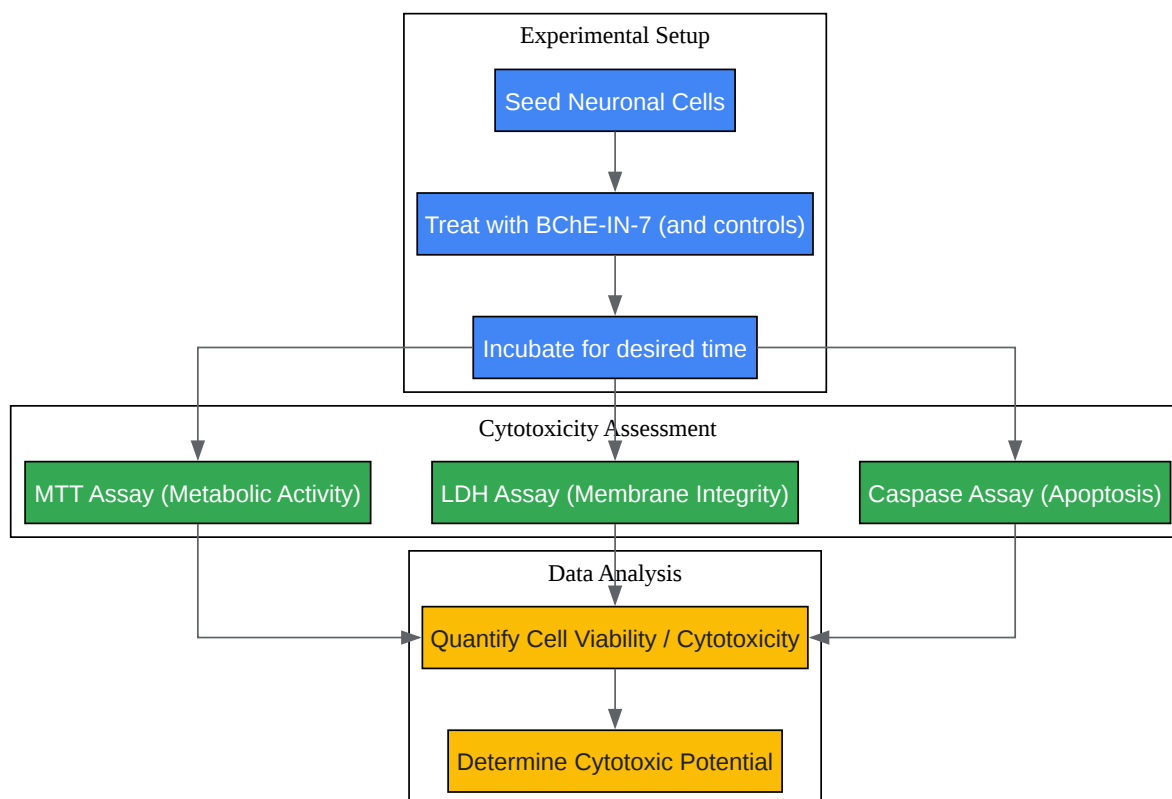 Experimental Setup
Seed Neuronal Cells
Treat with BChE-IN-7 (and controls)
Incubate for desired time
Cytotoxicity Assessment
MTT Assay (Metabolic Activity)
LDH Assay (Membrane Integrity)
Caspase Assay (Apoptosis)
Data Analysis
Quantify Cell Viability / Cytotoxicity
Determine Cytotoxic Potential